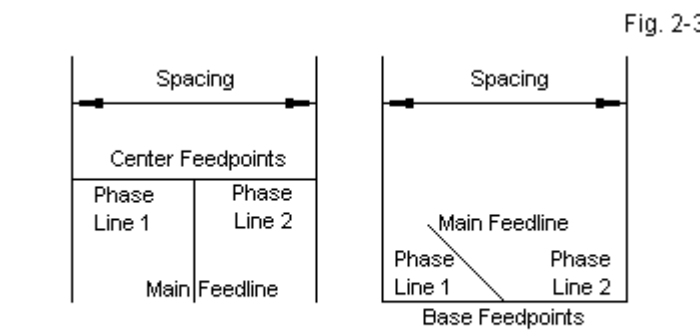 Fig. 2-3
Spacing
Center Feedpoints
Phase
Line 1
Phase
Line 2
Main Feedline
Spacing
Main Feedline
Phase
Line 1
Phase
Line 2
Base Feedpoints